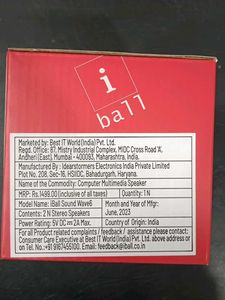 i
ball
Marketed by: Best IT World (India) Pvt. Ltd.
Regd. Office: 87, Mistry Industrial Complex, MIDC Cross Road 'A',
Andheri (East), Mumbai - 400093, Maharashtra, India.
Manufactured By : Idearstormers Electronics India Private Limited
Plot No. 208, Sec-16, HSIIDC, Bahadurgarh, Haryana.
Name of the Commodity: Computer Multimedia Speaker
MRP: Rs.1499.00 (inclusive of all taxes) Quantity: 1 N
Model Name: iBall Sound Wave6 Month and Year of Mfg:
Contents: 2 N Stereo Speakers June, 2023
Power Rating: 5V DC⎓2A Max. Country of Origin: India
For all Product related complaints / feedback / assistance please contact:
Consumer Care Executive at Best IT World (India) Pvt. Ltd. above address or
on Tel. No.:+91 9167456100. Email: feedback@iball.co.in